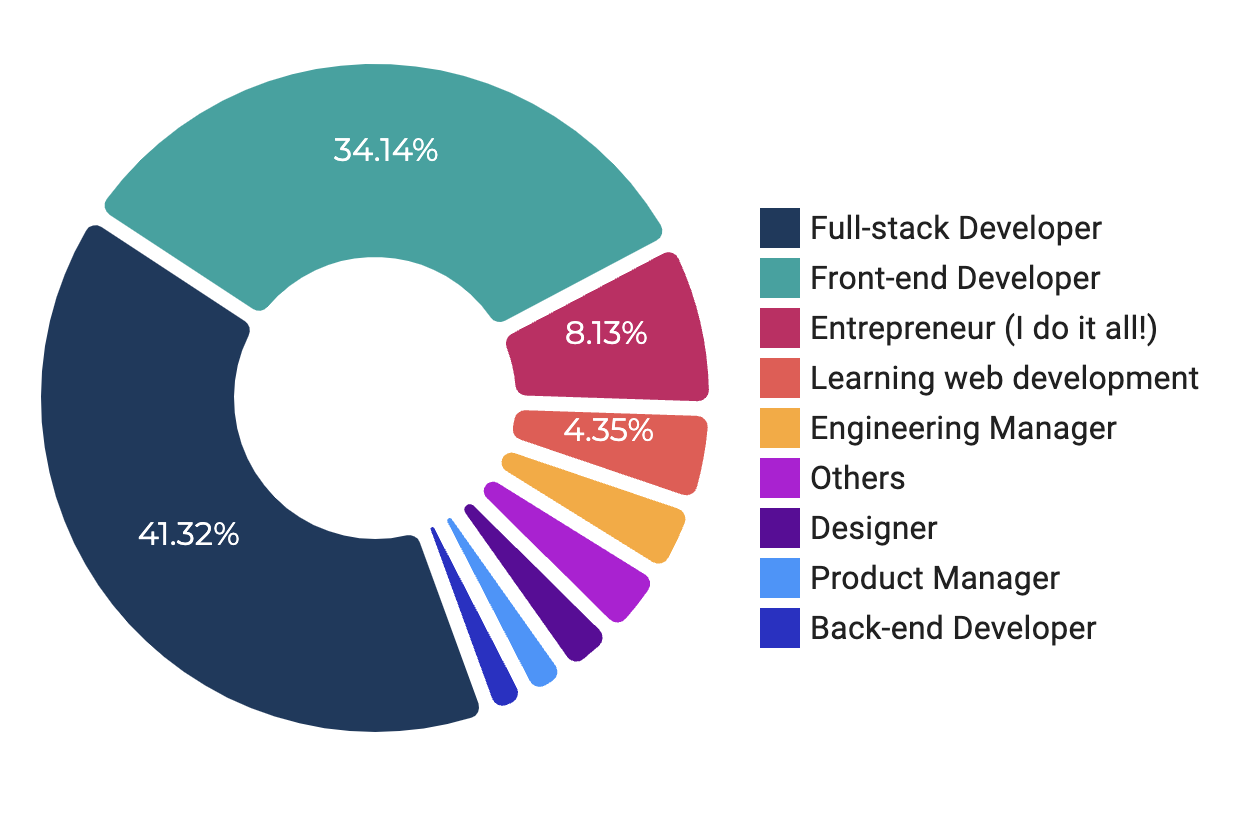 34.14%
8.13%
4.35%
41.32%
Full-stack Developer
Front-end Developer
Entrepreneur (I do it all!)
Learning web development
Engineering Manager
Others
Designer
Product Manager
Back-end Developer